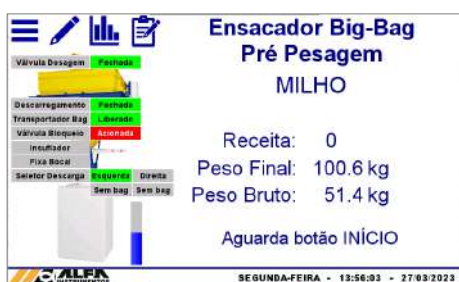 Ensacador Big-Bag
Pré Pesagem
MILHO
Válvula Dosagem Fechada
Descarregamento Fechada
Transportador Bag Liberado
Válvula Bloqueio Acionada
Insuflador
Fixa Bocal
Seletor Descarga Esquerda Direita
Sem bag Sem bag
Receita: 0
Peso Final: 100.6 kg
Peso Bruto: 51.4 kg
Aguarda botão INÍCIO
ALFA
INSTRUMENTOS
SEGUNDA-FEIRA - 13:56:03 - 27/03/2023